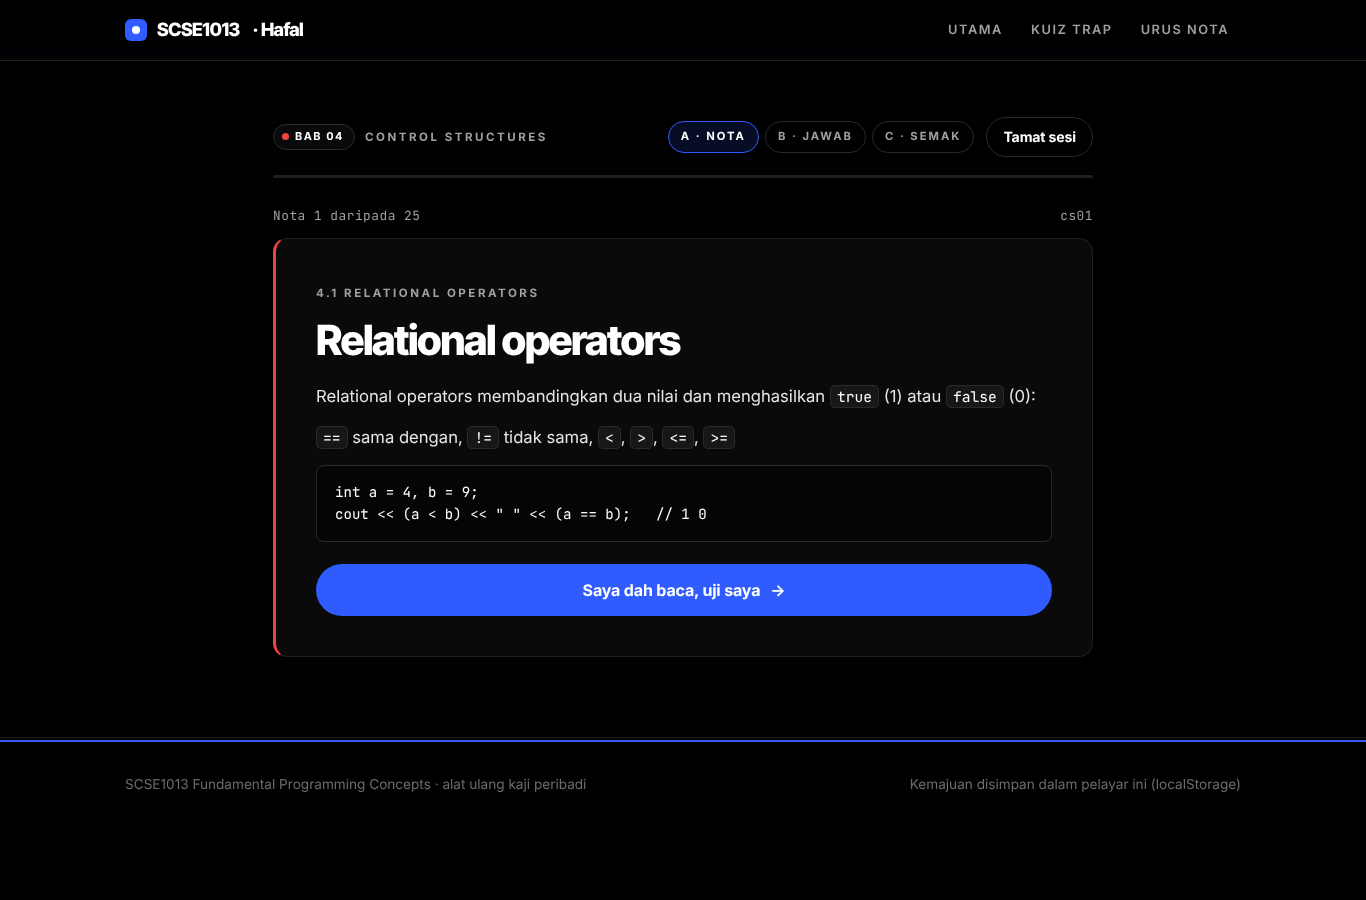 SCSE1013 · Hafal
UTAMA KUIZ TRAP URUS NOTA
BAB 04 CONTROL STRUCTURES A · NOTA B · JAWAB C · SEMAK Tamat sesi
Nota 1 daripada 25 cs01
4.1 RELATIONAL OPERATORS
Relational operators
Relational operators membandingkan dua nilai dan menghasilkan true (1) atau false (0):
== sama dengan, != tidak sama, <, >, <=, >=
int a = 4, b = 9;
cout << (a < b) << " " << (a == b);   // 1 0
Saya dah baca, uji saya →
SCSE1013 Fundamental Programming Concepts · alat ulang kaji peribadi
Kemajuan disimpan dalam pelayar ini (localStorage)